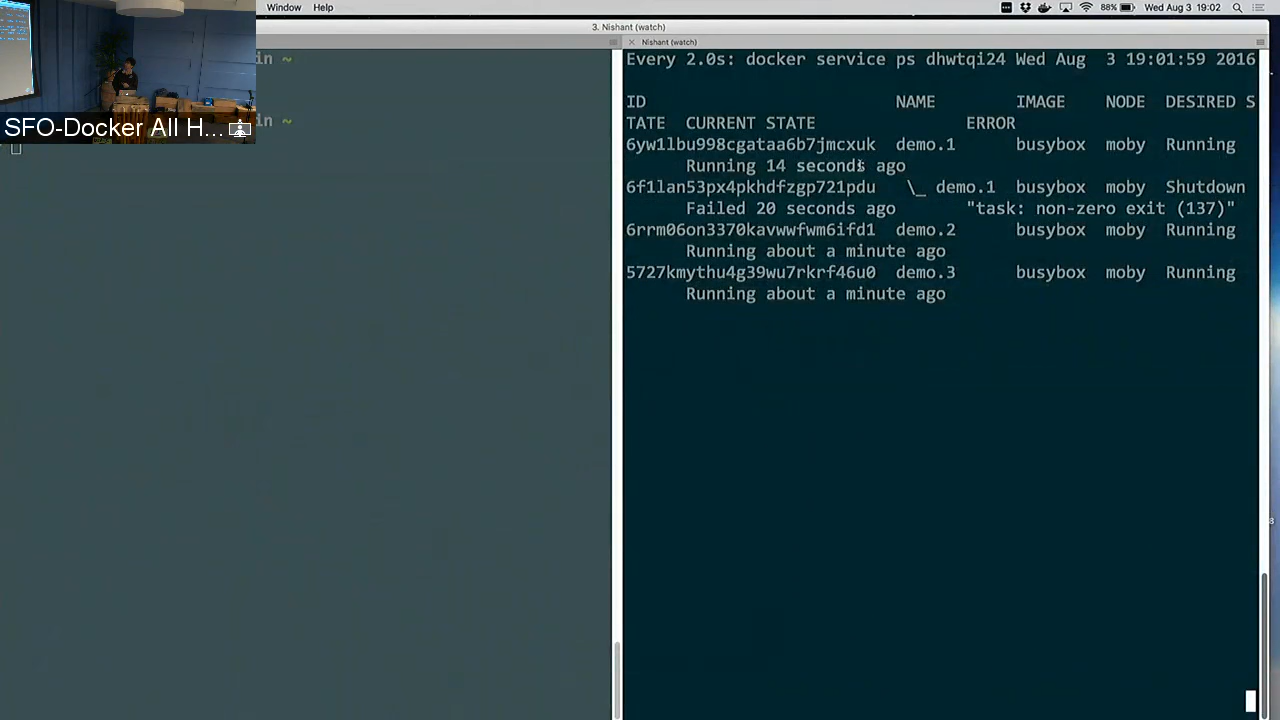 Window Help
88% Wed Aug 3 19:02
3. Nishant (watch)
Nishant (watch)
in ~
in ~
SFO-Docker All H...
Every 2.0s: docker service ps dhwtqi24 Wed Aug 3 19:01:59 2016
ID NAME IMAGE NODE DESIRED S
TATE CURRENT STATE ERROR
6yw1lbu998cgataa6b7jmcxuk demo.1 busybox moby Running
Running 14 seconds ago
6f1lan53px4pkhdfzgp721pdu \_ demo.1 busybox moby Shutdown
Failed 20 seconds ago "task: non-zero exit (137)"
6rrm06on3370kavwwfwm6ifd1 demo.2 busybox moby Running
Running about a minute ago
5727kmythu4g39wu7rkrf46u0 demo.3 busybox moby Running
Running about a minute ago
8